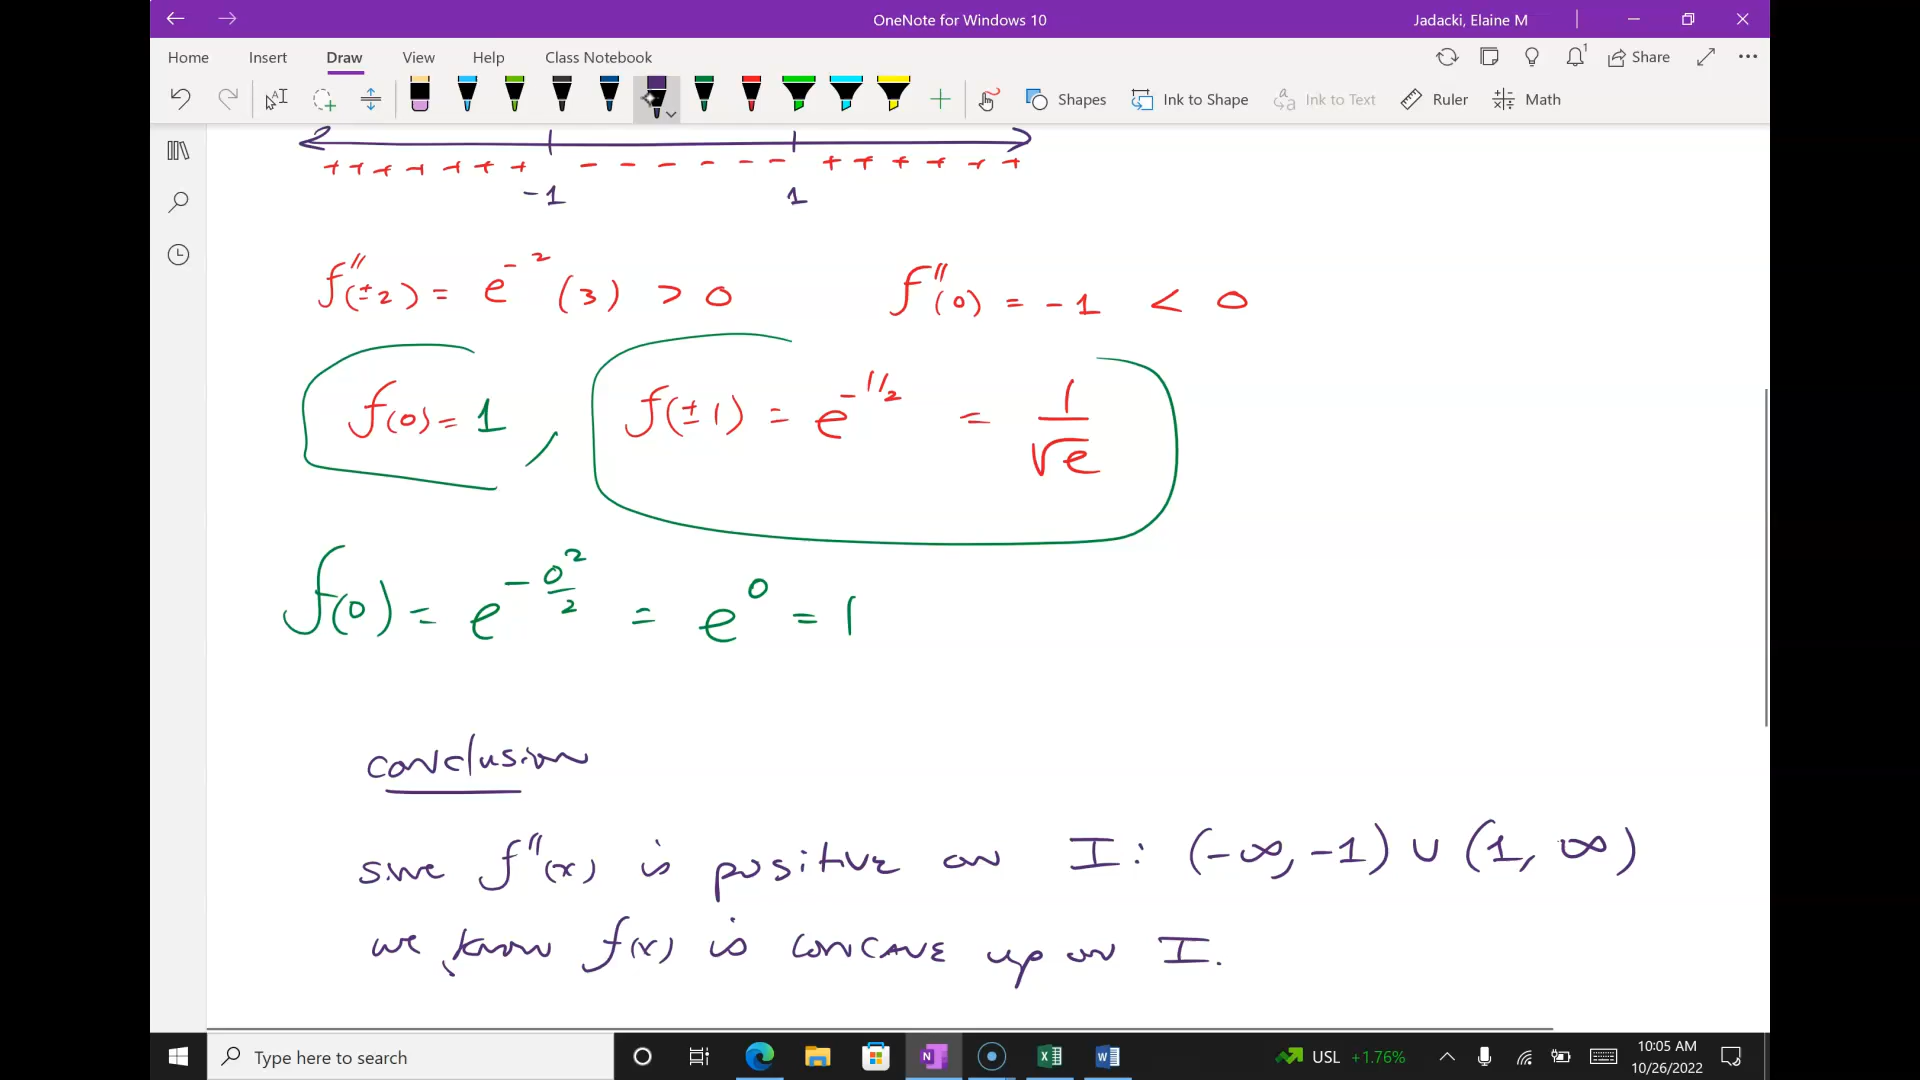 OneNote for Windows 10
Jadacki, Elaine M
Home Insert Draw View Help Class Notebook
1
Share
Shapes Ink to Shape Ink to Text Ruler Math
+ + + + + + + - - - - - - + + + + + +
-1 1
f''(±2) = e^-2 (3) > 0 f''(0) = -1 < 0
f(0) = 1 , f(±1) = e^-1/2 = 1/√e
f(0) = e^-0²/2 = e^0 = 1
conclusion
since f''(x) is positive on I: (-∞, -1) ∪ (1, ∞)
we know f(x) is concave up on I.
Type here to search
USL +1.76%
10:05 AM
10/26/2022